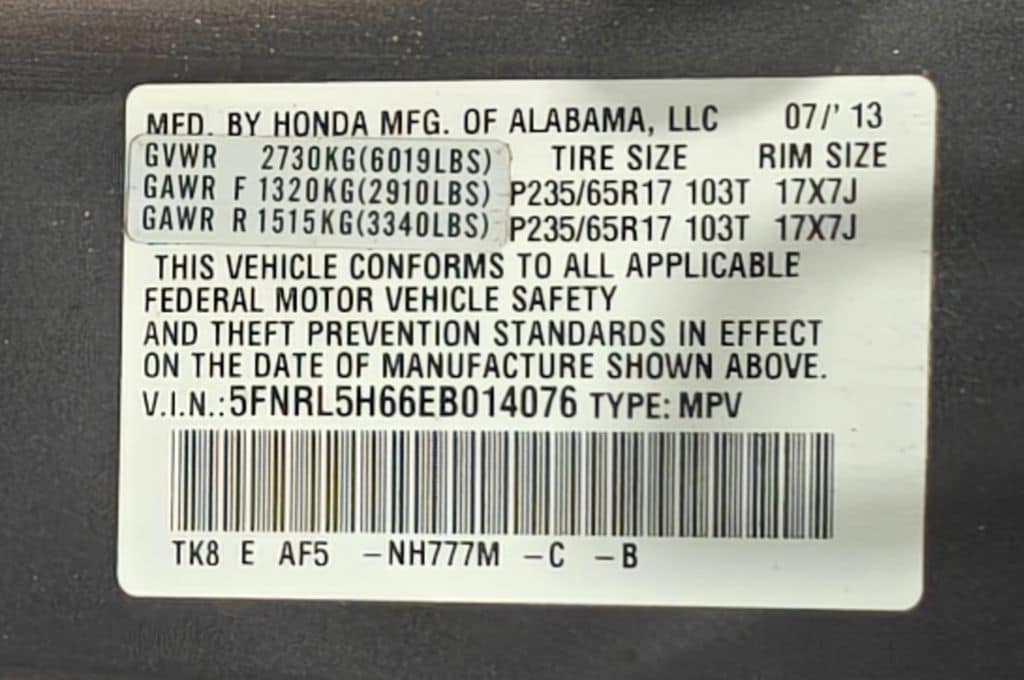 MFD. BY HONDA MFG. OF ALABAMA, LLC 07/'13
GVWR 2730KG(6019LBS) TIRE SIZE RIM SIZE
GAWR F 1320KG(2910LBS) P235/65R17 103T 17X7J
GAWR R 1515KG(3340LBS) P235/65R17 103T 17X7J
THIS VEHICLE CONFORMS TO ALL APPLICABLE
FEDERAL MOTOR VEHICLE SAFETY
AND THEFT PREVENTION STANDARDS IN EFFECT
ON THE DATE OF MANUFACTURE SHOWN ABOVE.
V.I.N.:5FNRL5H66EB014076 TYPE: MPV
TK8 E AF5 –NH777M –C –B